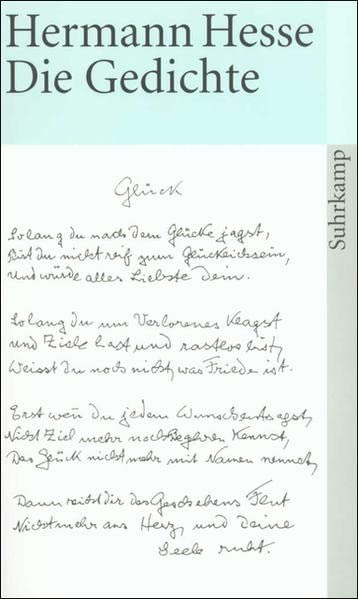 Hermann Hesse
Die Gedichte
Suhrkamp
Glück
Solang du nach dem Glücke jagst,
Bist du nicht reif zum Glücklichsein,
Und würde alles Liebste Dein.
Solang du um Verlorenes klagst
und Ziele hast und rastlos bist,
Weisst du noch nicht, was Friede ist.
Erst wenn du jedem Wunsch entsagst,
Nicht Ziel mehr noch Begehren kennst,
Das Glück nicht mehr mit Namen nennst,
Dann reicht dir des Geschehens Flut
Nicht mehr ans Herz, und deine
Seele ruht.